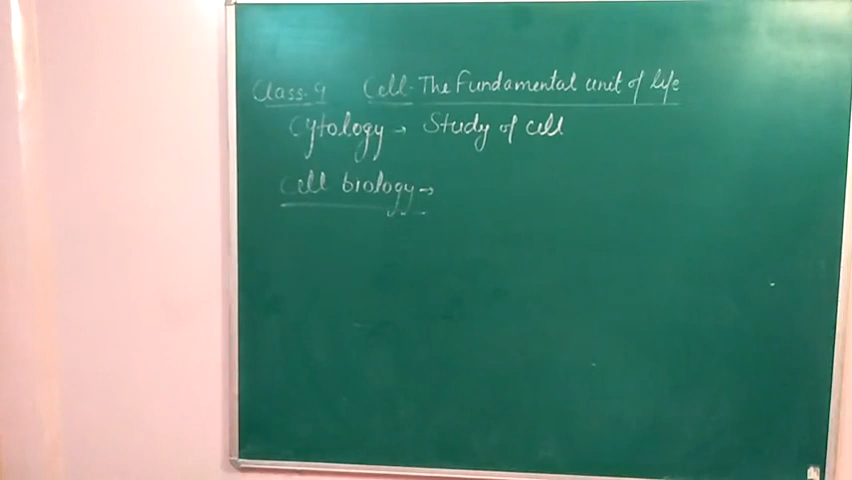 Class-9 Cell-The Fundamental unit of life
Cytology → Study of cell
Cell biology →